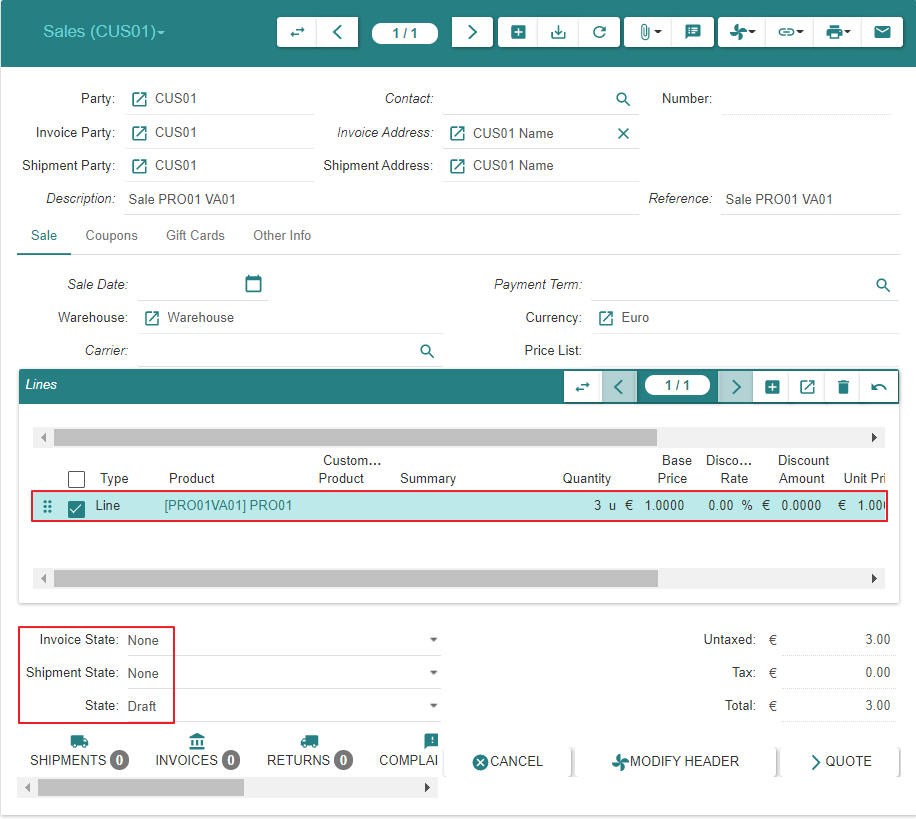 Sales (CUS01)
1 / 1
Party: CUS01 Contact: Number:
Invoice Party: CUS01 Invoice Address: CUS01 Name
Shipment Party: CUS01 Shipment Address: CUS01 Name
Description: Sale PRO01 VA01 Reference: Sale PRO01 VA01
Sale Coupons Gift Cards Other Info
Sale Date: Payment Term:
Warehouse: Warehouse Currency: Euro
Carrier: Price List:
Lines 1 / 1
Custom... Base Disco... Discount
Type Product Product Summary Quantity Price Rate Amount Unit Pri
Line [PRO01VA01] PRO01 3 u € 1.0000 0.00 % € 0.0000 € 1.00
Invoice State: None Untaxed: € 3.00
Shipment State: None Tax: € 0.00
State: Draft Total: € 3.00
SHIPMENTS 0 INVOICES 0 RETURNS 0 COMPLAI CANCEL MODIFY HEADER QUOTE